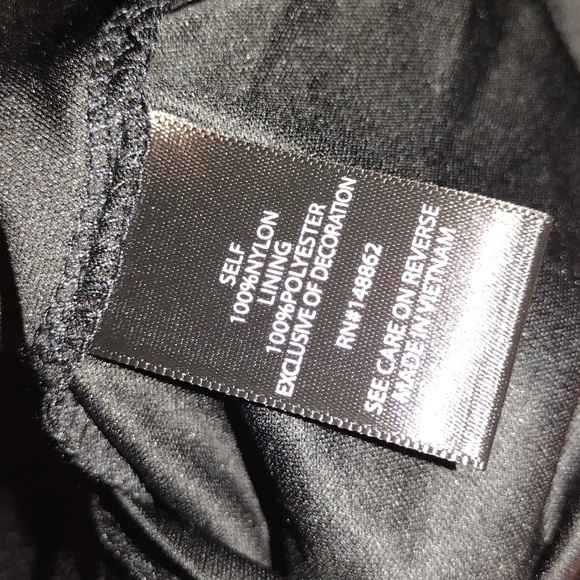 SELF
100%NYLON
LINING
100%POLYESTER
EXCLUSIVE OF DECORATION
RN#148862
SEE CARE ON REVERSE
MADE IN VIETNAM